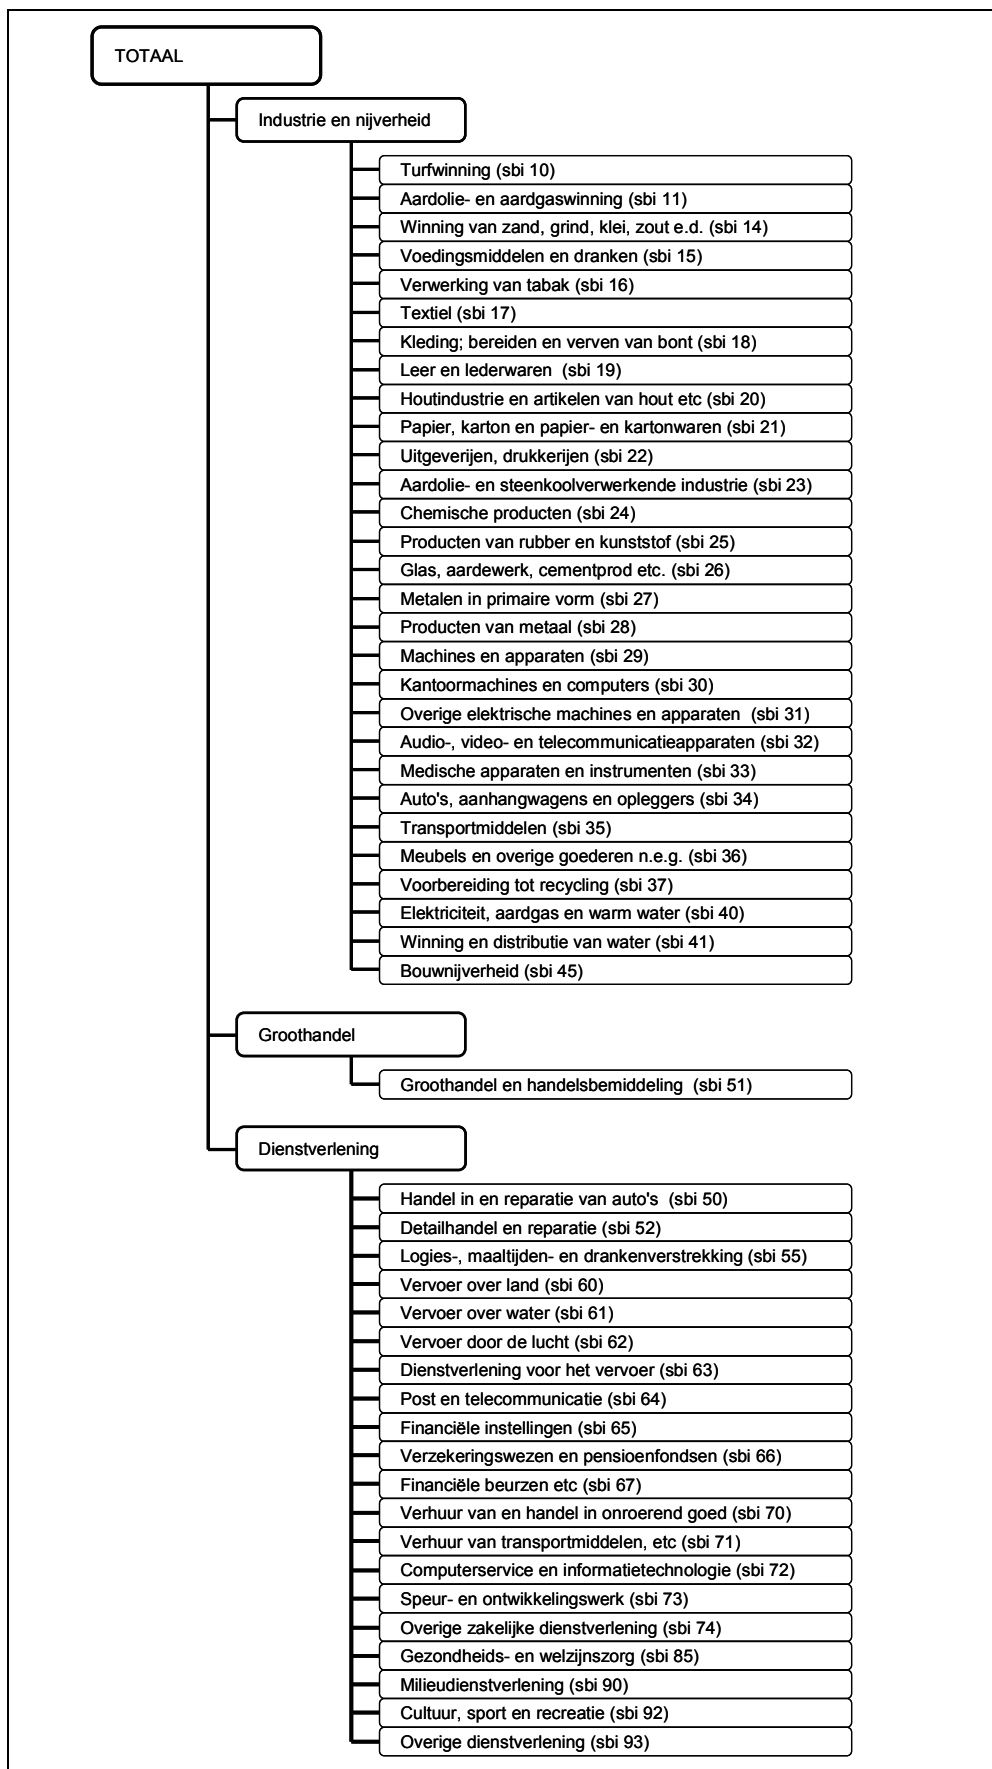 TOTAAL
Industrie en nijverheid
Turfwinning (sbi 10)
Aardolie- en aardgaswinning (sbi 11)
Winning van zand, grind, klei, zout e.d. (sbi 14)
Voedingsmiddelen en dranken (sbi 15)
Verwerking van tabak (sbi 16)
Textiel (sbi 17)
Kleding; bereiden en verven van bont (sbi 18)
Leer en lederwaren (sbi 19)
Houtindustrie en artikelen van hout etc (sbi 20)
Papier, karton en papier- en kartonwaren (sbi 21)
Uitgeverijen, drukkerijen (sbi 22)
Aardolie- en steenkoolverwerkende industrie (sbi 23)
Chemische producten (sbi 24)
Producten van rubber en kunststof (sbi 25)
Glas, aardewerk, cementprod etc. (sbi 26)
Metalen in primaire vorm (sbi 27)
Producten van metaal (sbi 28)
Machines en apparaten (sbi 29)
Kantoormachines en computers (sbi 30)
Overige elektrische machines en apparaten (sbi 31)
Audio-, video- en telecommunicatieapparaten (sbi 32)
Medische apparaten en instrumenten (sbi 33)
Auto's, aanhangwagens en opleggers (sbi 34)
Transportmiddelen (sbi 35)
Meubels en overige goederen n.e.g. (sbi 36)
Voorbereiding tot recycling (sbi 37)
Elektriciteit, aardgas en warm water (sbi 40)
Winning en distributie van water (sbi 41)
Bouwnijverheid (sbi 45)
Groothandel
Groothandel en handelsbemiddeling (sbi 51)
Dienstverlening
Handel in en reparatie van auto's (sbi 50)
Detailhandel en reparatie (sbi 52)
Logies-, maaltijden- en drankenverstrekking (sbi 55)
Vervoer over land (sbi 60)
Vervoer over water (sbi 61)
Vervoer door de lucht (sbi 62)
Dienstverlening voor het vervoer (sbi 63)
Post en telecommunicatie (sbi 64)
Financiële instellingen (sbi 65)
Verzekeringswezen en pensioenfondsen (sbi 66)
Financiële beurzen etc (sbi 67)
Verhuur van en handel in onroerend goed (sbi 70)
Verhuur van transportmiddelen, etc (sbi 71)
Computerservice en informatietechnologie (sbi 72)
Speur- en ontwikkelingswerk (sbi 73)
Overige zakelijke dienstverlening (sbi 74)
Gezondheids- en welzijnszorg (sbi 85)
Milieudienstverlening (sbi 90)
Cultuur, sport en recreatie (sbi 92)
Overige dienstverlening (sbi 93)